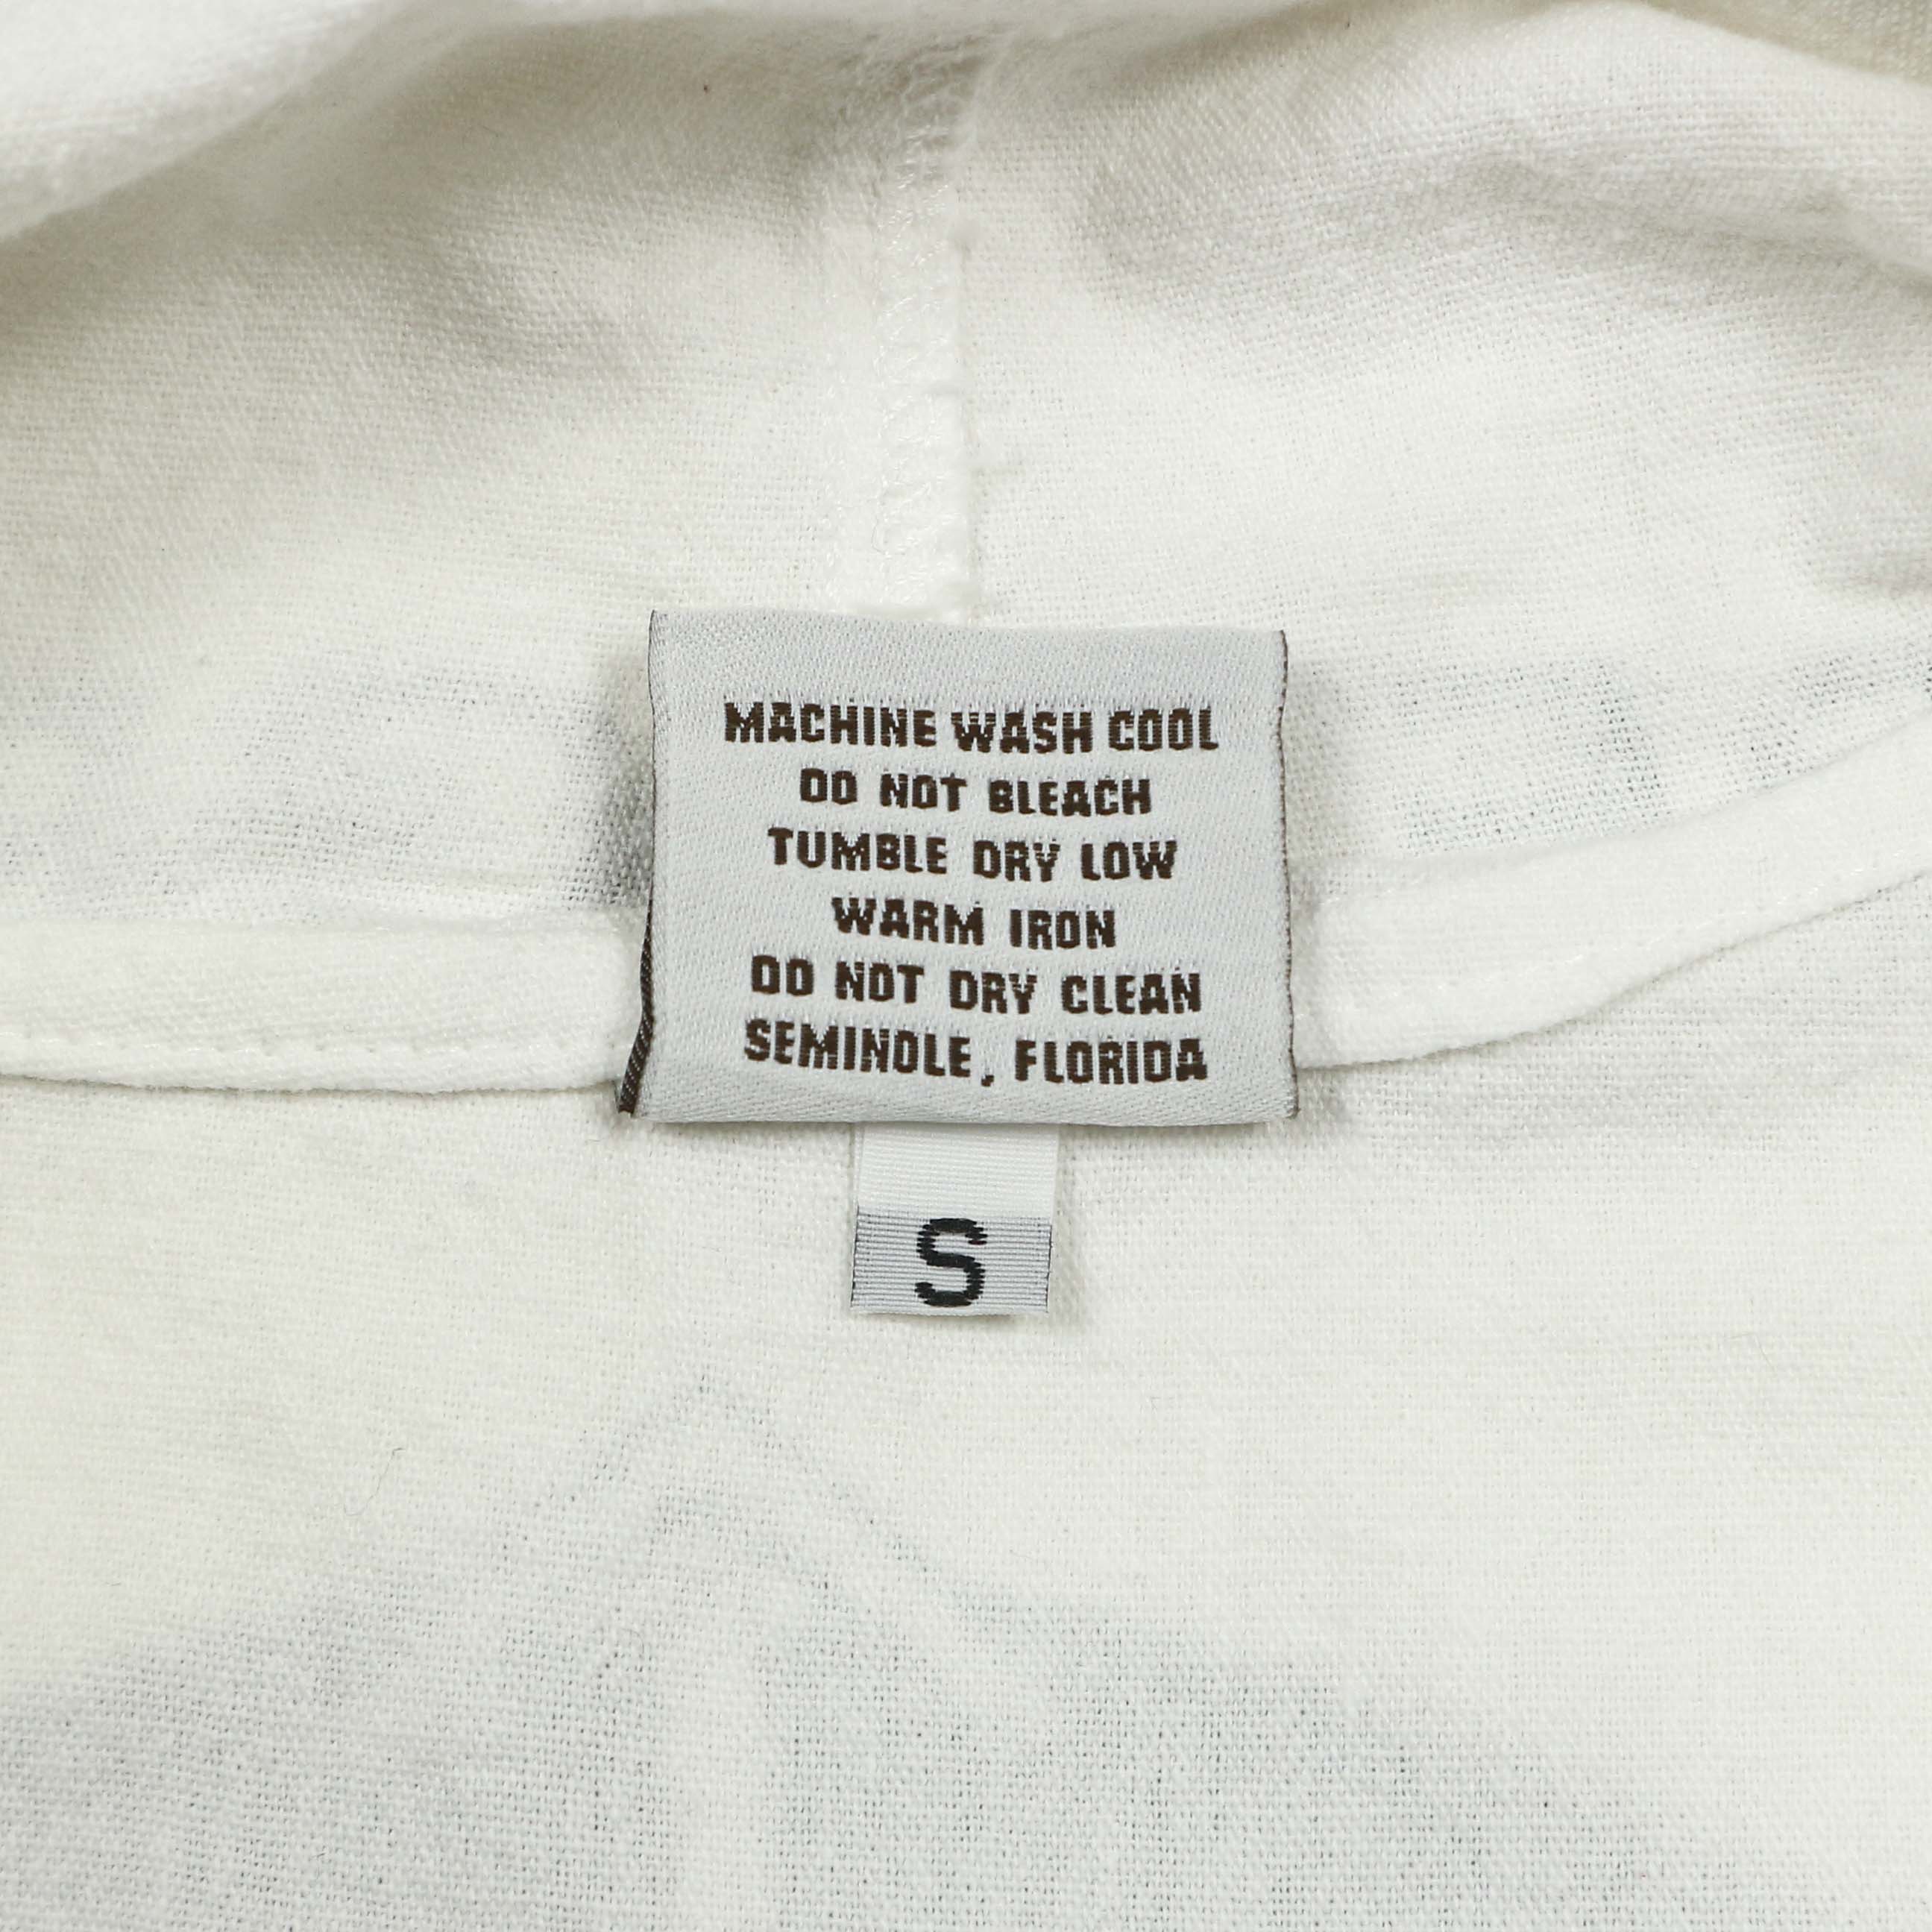 MACHINE WASH COOL
DO NOT BLEACH
TUMBLE DRY LOW
WARM IRON
DO NOT DRY CLEAN
SEMINOLE, FLORIDA
S